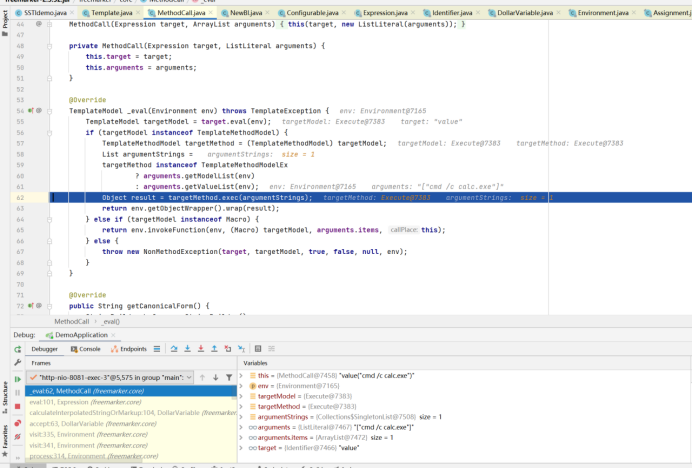 freemarker-2.3.32.jar freemarker core MethodCall _eval
SSTIdemo.java Template.java MethodCall.java NewBI.java Configurable.java Expression.java Identifier.java DollarVariable.java Environment.java Assignment.j
Project
44 MethodCall(Expression target, ArrayList arguments) { this(target, new ListLiteral(arguments)); }
47
48 private MethodCall(Expression target, ListLiteral arguments) {
49 this.target = target;
50 this.arguments = arguments;
51 }
52
53 @Override
54 TemplateModel _eval(Environment env) throws TemplateException { env: Environment@7165
55 TemplateModel targetModel = target.eval(env); targetModel: Execute@7383 target: "value"
56 if (targetModel instanceof TemplateMethodModel) {
57 TemplateMethodModel targetMethod = (TemplateMethodModel) targetModel; targetModel: Execute@7383 targetMethod: Execute@7383
58 List argumentStrings = argumentStrings: size = 1
59 targetMethod instanceof TemplateMethodModelEx
60 ? arguments.getModelList(env)
61 : arguments.getValueList(env); env: Environment@7165 arguments: "["cmd /c calc.exe"]"
62 Object result = targetMethod.exec(argumentStrings); targetMethod: Execute@7383 argumentStrings: size = 1
63 return env.getObjectWrapper().wrap(result);
64 } else if (targetModel instanceof Macro) {
65 return env.invokeFunction(env, (Macro) targetModel, arguments.items, callPlace: this);
66 } else {
67 throw new NonMethodException(target, targetModel, true, false, null, env);
68 }
69 }
70
71 @Override
72 public String getCanonicalForm() {
MethodCall _eval()
Debug: DemoApplication
Debugger Console Endpoints
Frames
Variables
"http-nio-8081-exec-3"@5,575 in group "main":
_eval:62, MethodCall (freemarker.core)
eval:101, Expression (freemarker.core)
calculateInterpolatedStringOrMarkup:104, DollarVariable (freemarker.core)
accept:63, DollarVariable (freemarker.core)
visit:335, Environment (freemarker.core)
visit:341, Environment (freemarker.core)
process:314, Environment (freemarker.core)
this = {MethodCall@7458} "value("cmd /c calc.exe")"
env = {Environment@7165}
targetModel = {Execute@7383}
targetMethod = {Execute@7383}
argumentStrings = {Collections$SingletonList@7508} size = 1
arguments = {ListLiteral@7467} "["cmd /c calc.exe"]"
arguments.items = {ArrayList@7472} size = 1
target = {Identifier@7466} "value"
Structure
Favorites